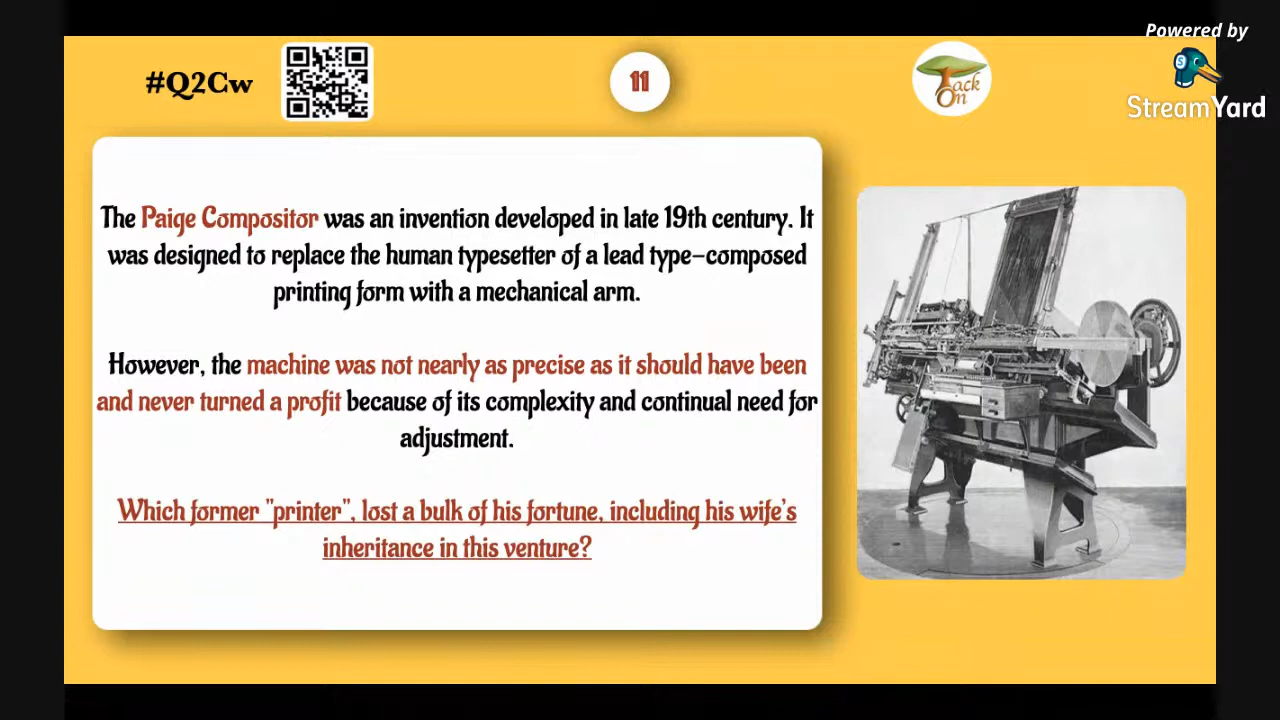 Powered by
#Q2Cw
11
Tack
On
StreamYard
The Paige Compositor was an invention developed in late 19th century. It
was designed to replace the human typesetter of a lead type-composed
printing form with a mechanical arm.
However, the machine was not nearly as precise as it should have been
and never turned a profit because of its complexity and continual need for
adjustment.
Which former "printer", lost a bulk of his fortune, including his wife's
inheritance in this venture?